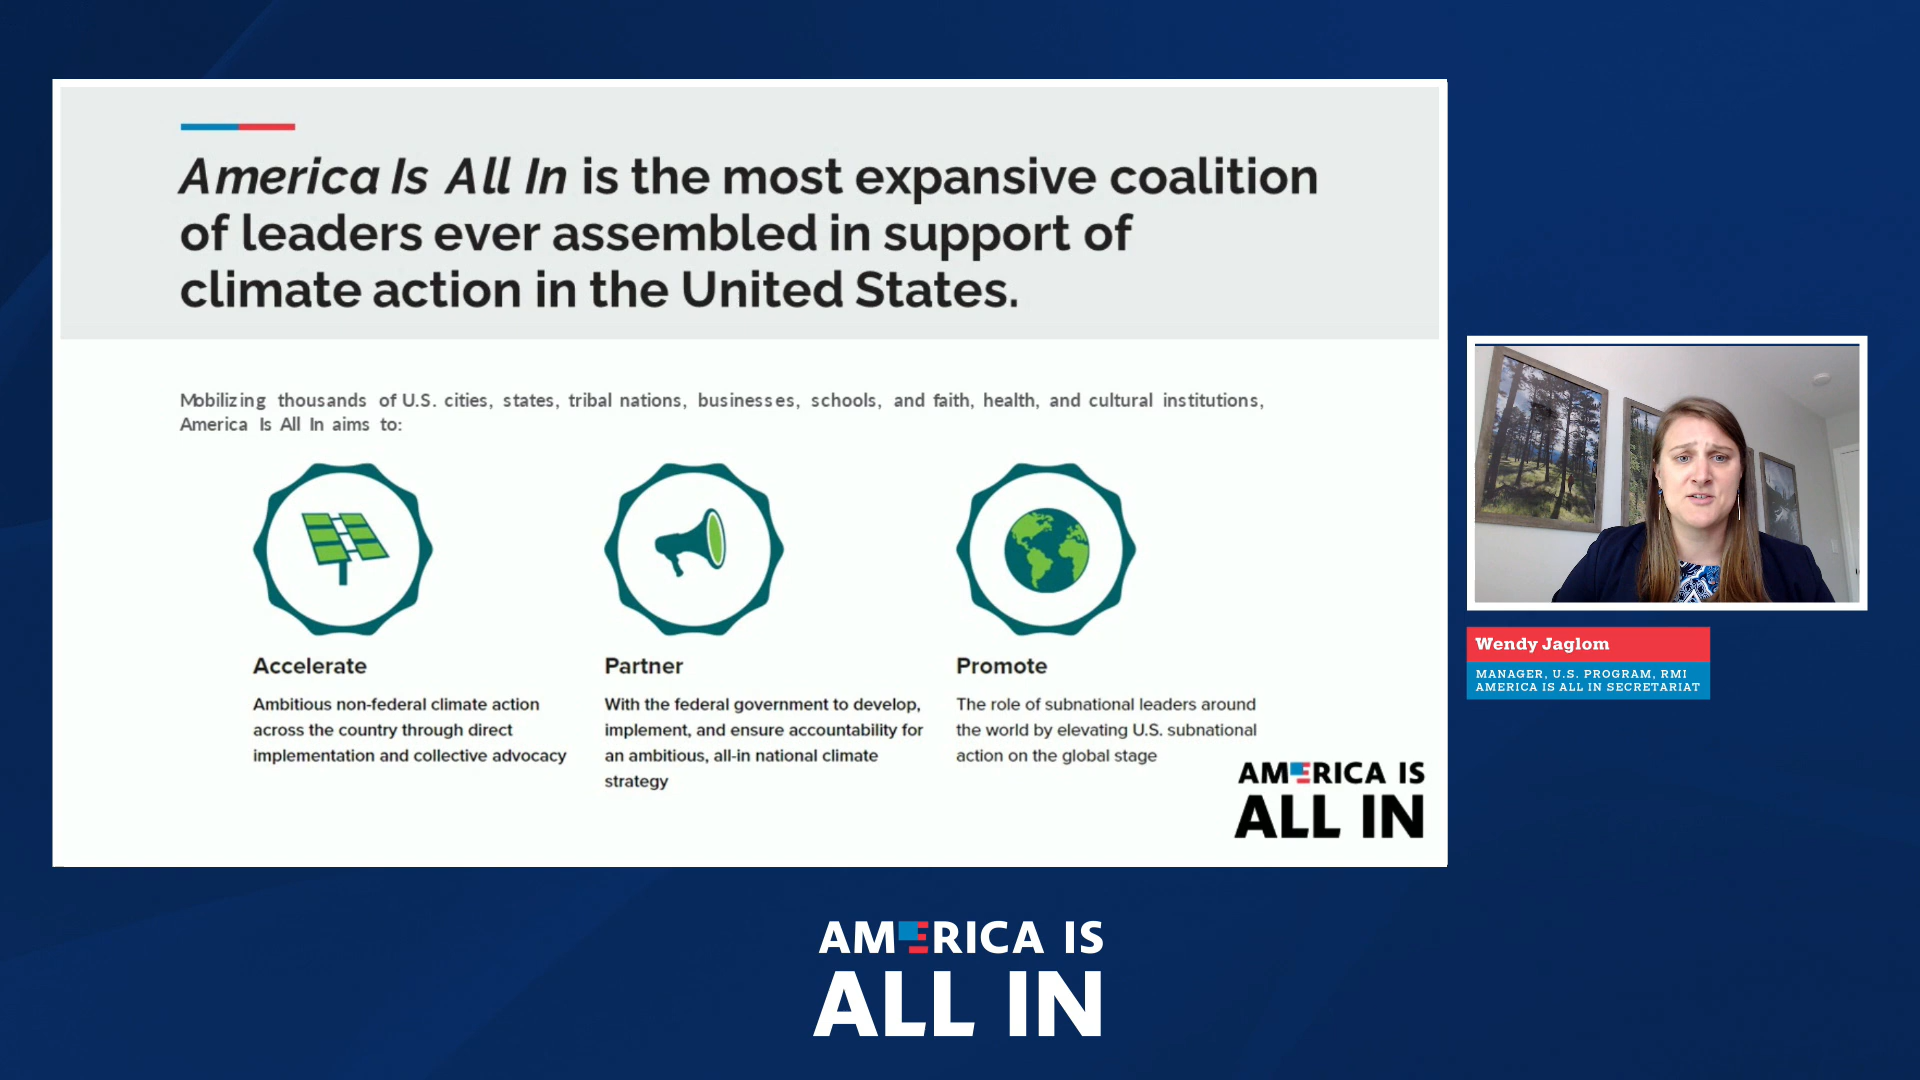 America Is All In is the most expansive coalition
of leaders ever assembled in support of
climate action in the United States.
Mobilizing thousands of U.S. cities, states, tribal nations, businesses, schools, and faith, health, and cultural institutions,
America Is All In aims to:
Accelerate
Ambitious non-federal climate action
across the country through direct
implementation and collective advocacy
Partner
With the federal government to develop,
implement, and ensure accountability for
an ambitious, all-in national climate
strategy
Promote
The role of subnational leaders around
the world by elevating U.S. subnational
action on the global stage
AMERICA IS
ALL IN
Wendy Jaglom
MANAGER, U.S. PROGRAM, RMI
AMERICA IS ALL IN SECRETARIAT
AMERICA IS
ALL IN